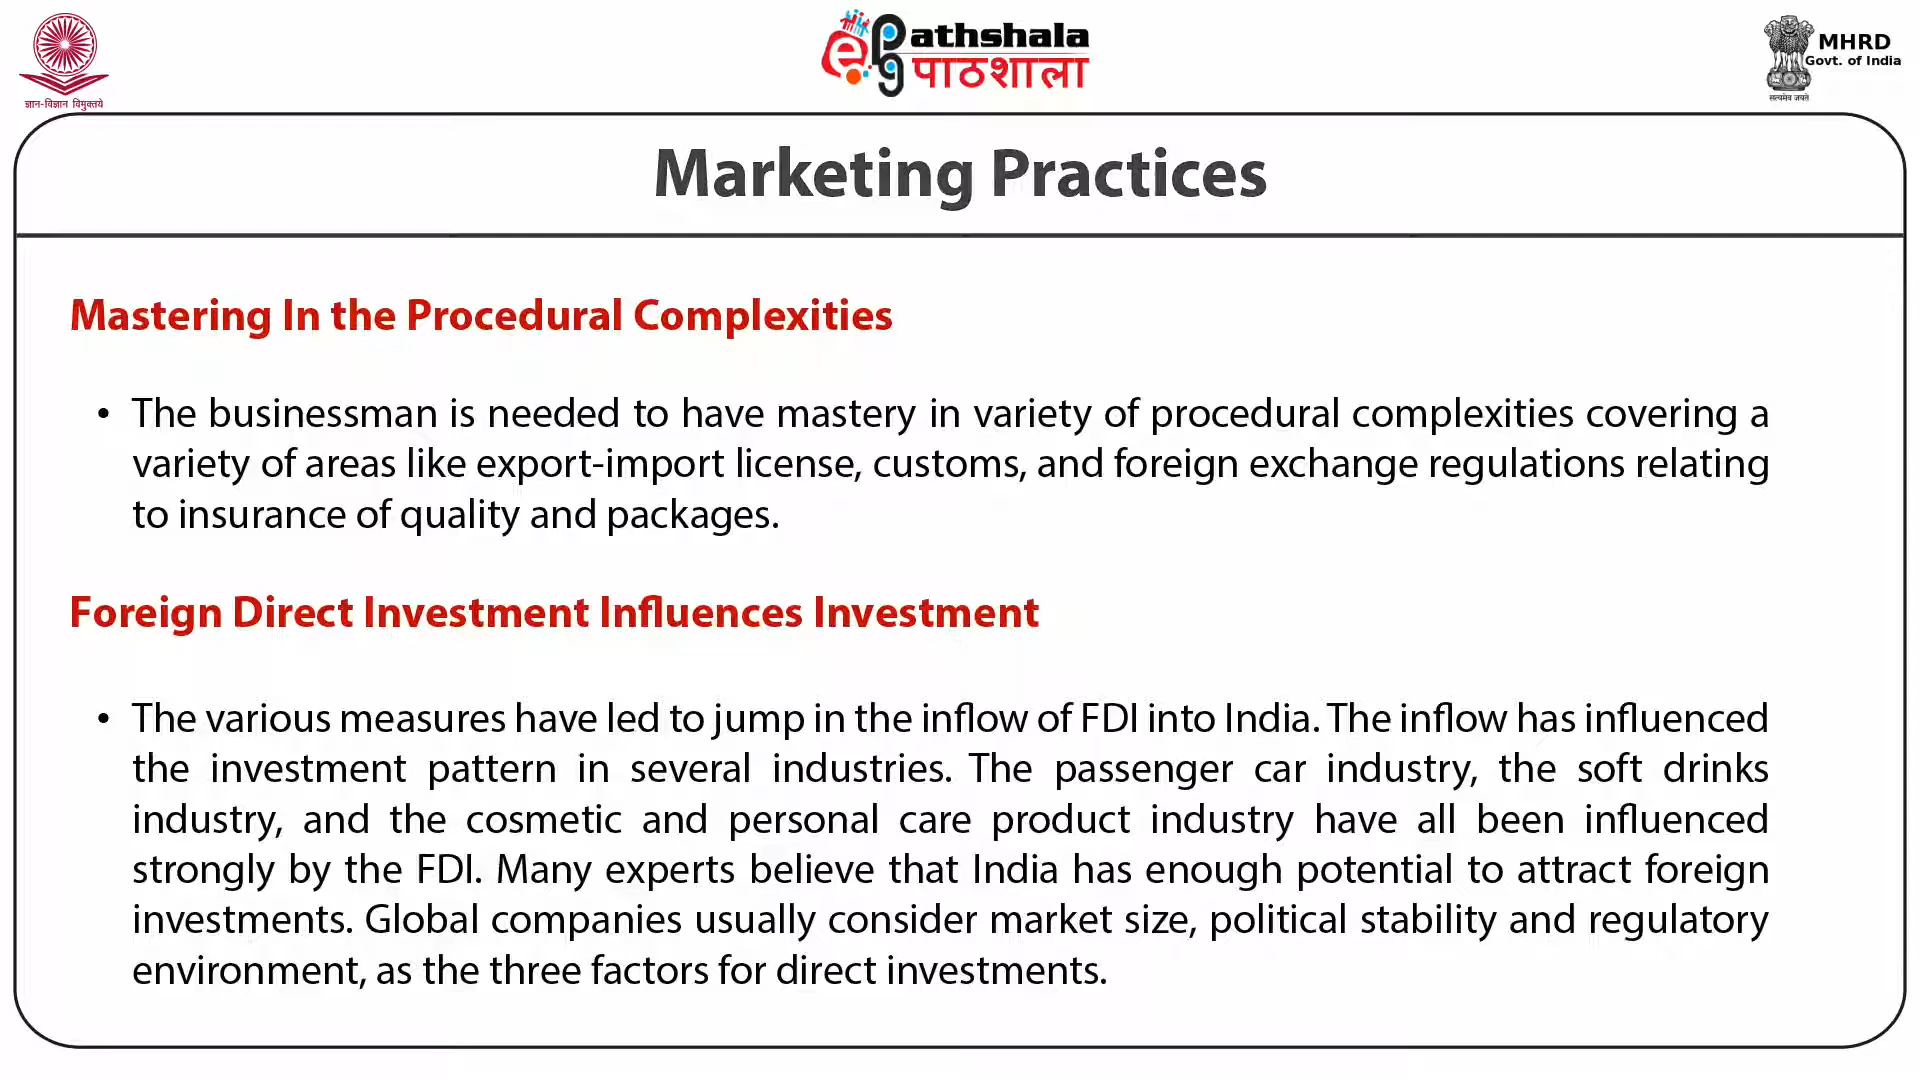 ज्ञान-विज्ञान विमुक्तये
e Pathshala
पाठशाला
MHRD
Govt. of India
सत्यमेव जयते
Marketing Practices
Mastering In the Procedural Complexities
• The businessman is needed to have mastery in variety of procedural complexities covering a
variety of areas like export-import license, customs, and foreign exchange regulations relating
to insurance of quality and packages.
Foreign Direct Investment Influences Investment
• The various measures have led to jump in the inflow of FDI into India. The inflow has influenced
the investment pattern in several industries. The passenger car industry, the soft drinks
industry, and the cosmetic and personal care product industry have all been influenced
strongly by the FDI. Many experts believe that India has enough potential to attract foreign
investments. Global companies usually consider market size, political stability and regulatory
environment, as the three factors for direct investments.